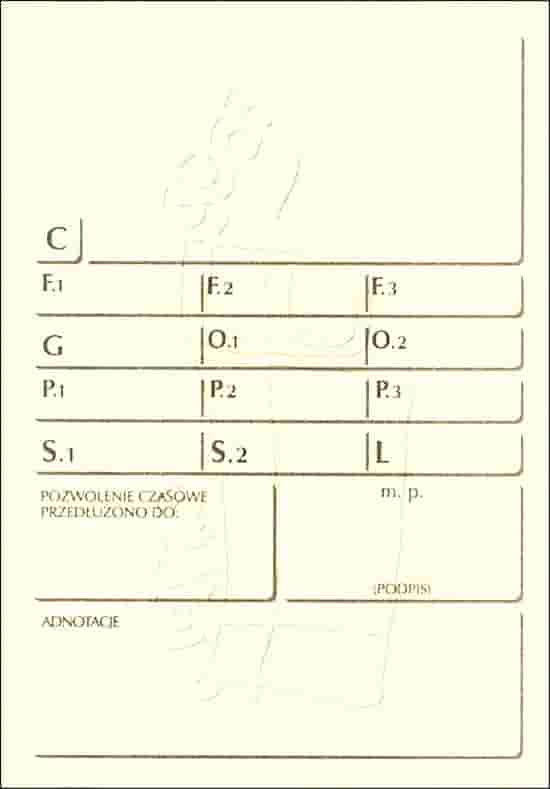 C
F.1 F.2 F.3
G O.1 O.2
P.1 P.2 P.3
S.1 S.2 L
POZWOLENIE CZASOWE
PRZEDŁUŻONO DO:
m. p.
(PODPIS)
ADNOTACJE